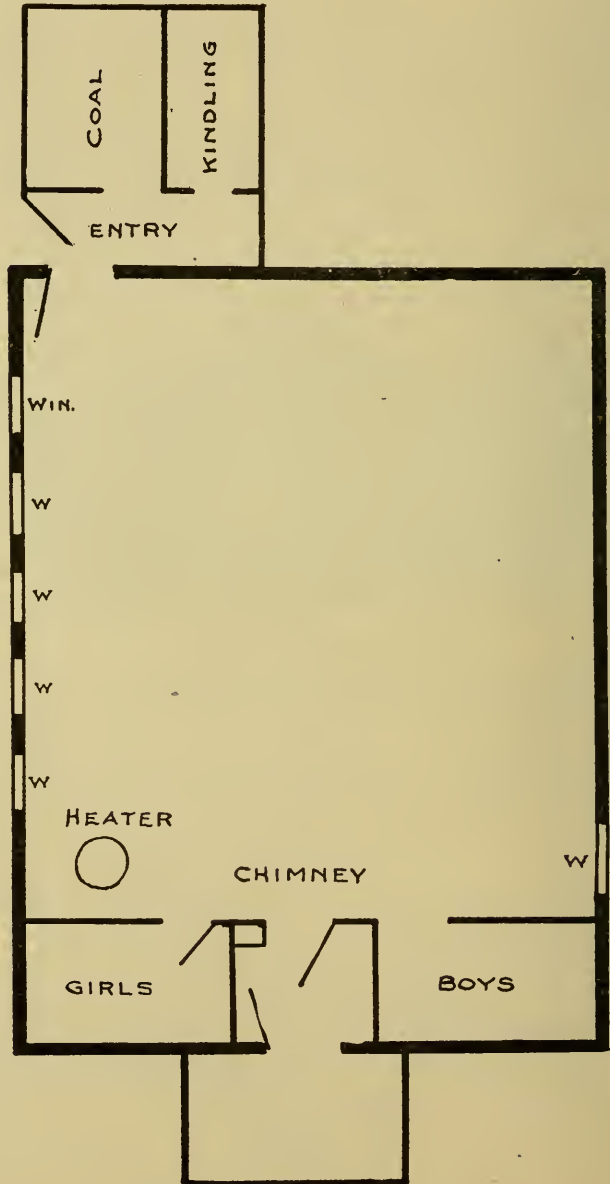 COAL
KINDLING
ENTRY
WIN.
W
W
W
W
HEATER
W
CHIMNEY
GIRLS
BOYS